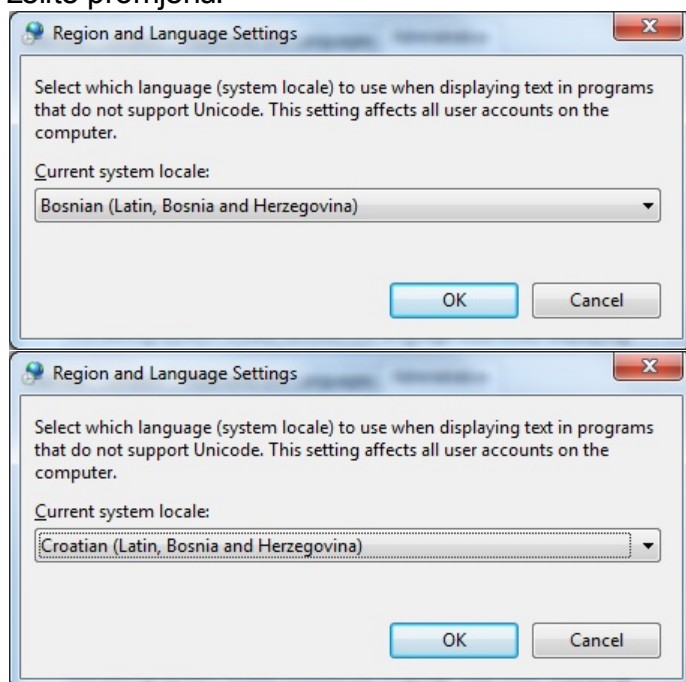 Želite promjena!
Region and Language Settings
Select which language (system locale) to use when displaying text in programs
that do not support Unicode. This setting affects all user accounts on the
computer.
Current system locale:
Bosnian (Latin, Bosnia and Herzegovina)
OK Cancel
Region and Language Settings
Select which language (system locale) to use when displaying text in programs
that do not support Unicode. This setting affects all user accounts on the
computer.
Current system locale:
Croatian (Latin, Bosnia and Herzegovina)
OK Cancel